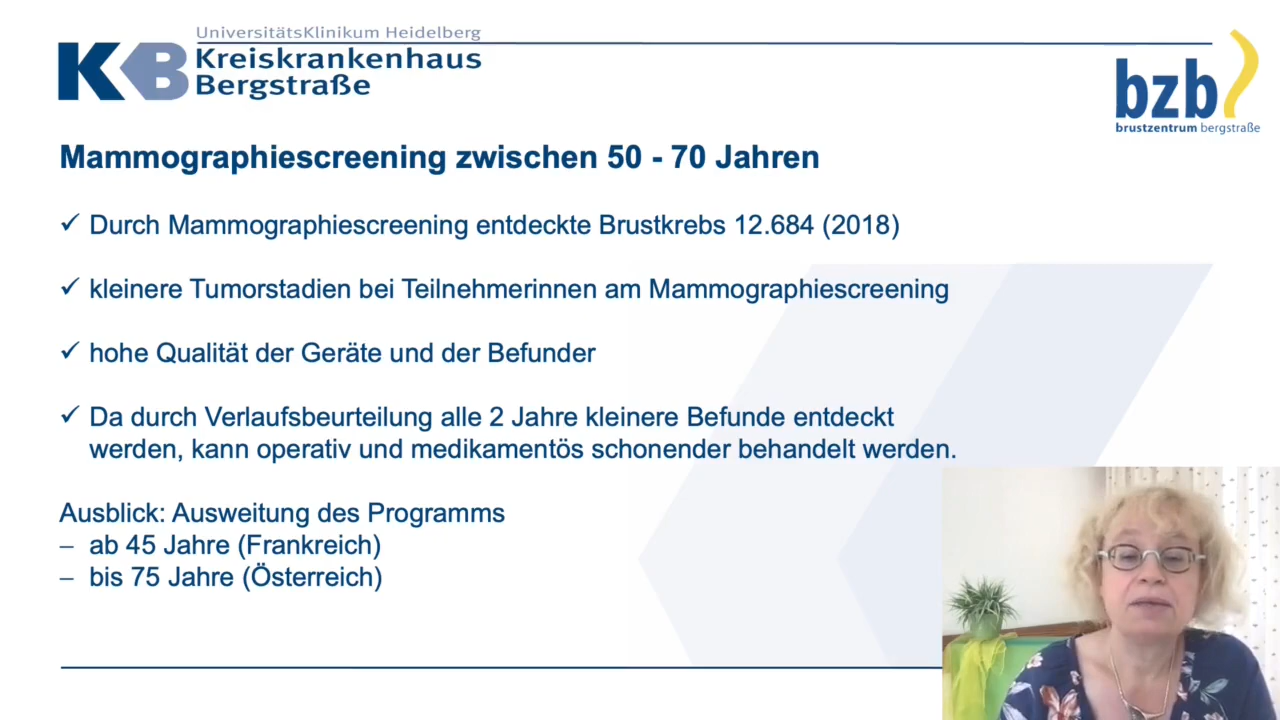 UniversitätsKlinikum Heidelberg
KB Kreiskrankenhaus
Bergstraße
bzb
brustzentrum bergstraße
Mammographiescreening zwischen 50 - 70 Jahren
✓ Durch Mammographiescreening entdeckte Brustkrebs 12.684 (2018)
✓ kleinere Tumorstadien bei Teilnehmerinnen am Mammographiescreening
✓ hohe Qualität der Geräte und der Befunder
✓ Da durch Verlaufsbeurteilung alle 2 Jahre kleinere Befunde entdeckt
werden, kann operativ und medikamentös schonender behandelt werden.
Ausblick: Ausweitung des Programms
– ab 45 Jahre (Frankreich)
– bis 75 Jahre (Österreich)